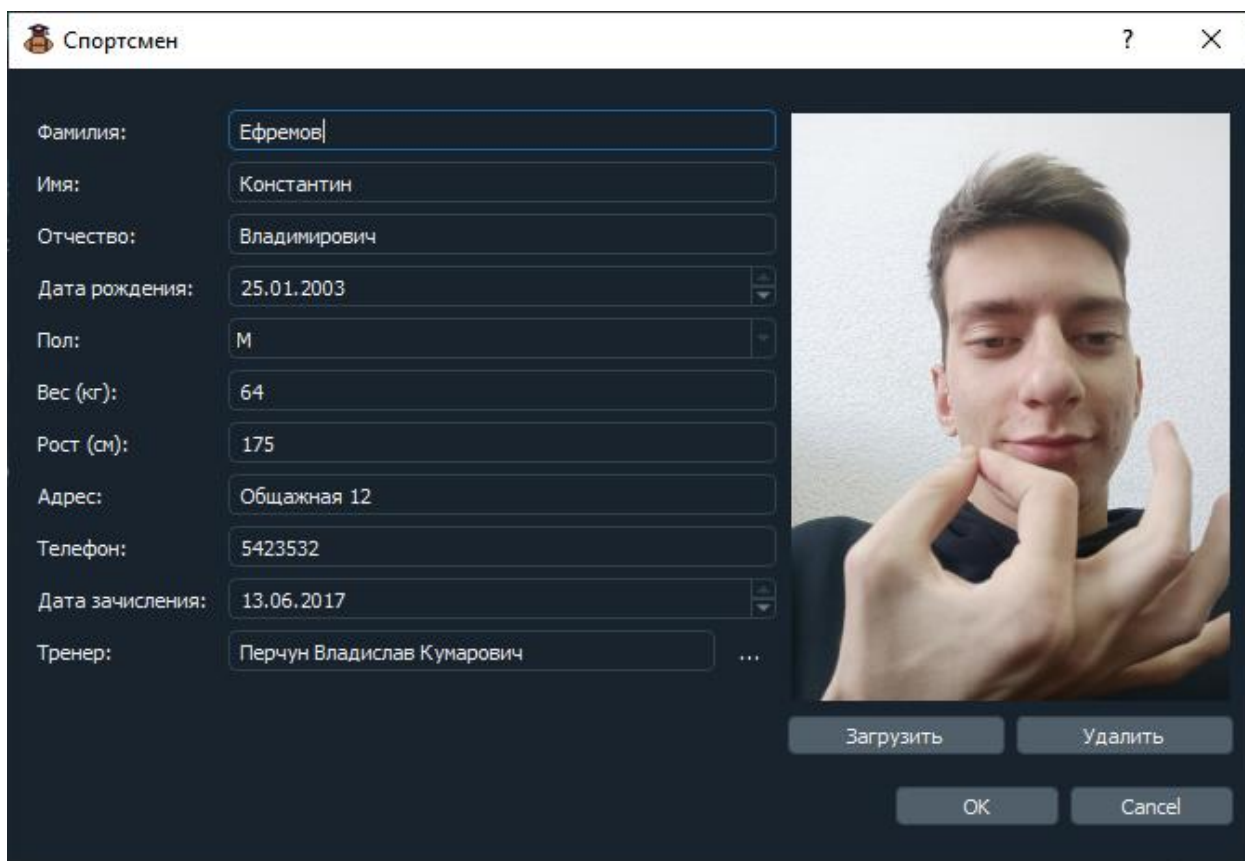 Спортсмен
?
Фамилия: Ефремов
Имя: Константин
Отчество: Владимирович
Дата рождения: 25.01.2003
Пол: М
Вес (кг): 64
Рост (см): 175
Адрес: Общажная 12
Телефон: 5423532
Дата зачисления: 13.06.2017
Тренер: Перчун Владислав Кумарович ...
Загрузить Удалить
OK Cancel